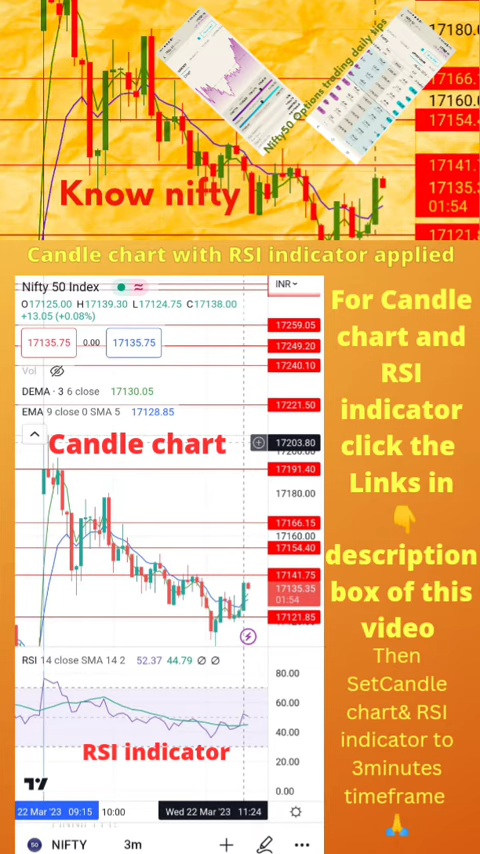 17180.0
Nifty50 Options trading daily tips
17166.
17160.0
17154.4
17141.
Know nifty
17135.
01:54
17121.8
Candle chart with RSI indicator applied
Nifty 50 Index
INR
O17125.00 H17139.30 L17124.75 C17138.00
+13.05 (+0.08%)
17259.05
17135.75 0.00 17135.75
17249.20
17240.10
Vol
DEMA · 3 6 close 17130.05
17221.50
EMA 9 close 0 SMA 5 17128.85
17203.80
Candle chart
17191.40
17180.00
17166.15
17160.00
17154.40
17141.75
17135.35
01:54
17121.85
RSI 14 close SMA 14 2 52.37 44.79 Ø Ø
80.00
60.00
40.00
RSI indicator
20.00
0.00
22 Mar '23 09:15 10:00 Wed 22 Mar '23 11:24
NIFTY 3m
For Candle
chart and
RSI
indicator
click the
Links in
👇
description
box of this
video
Then
SetCandle
chart& RSI
indicator to
3minutes
timeframe
🙏